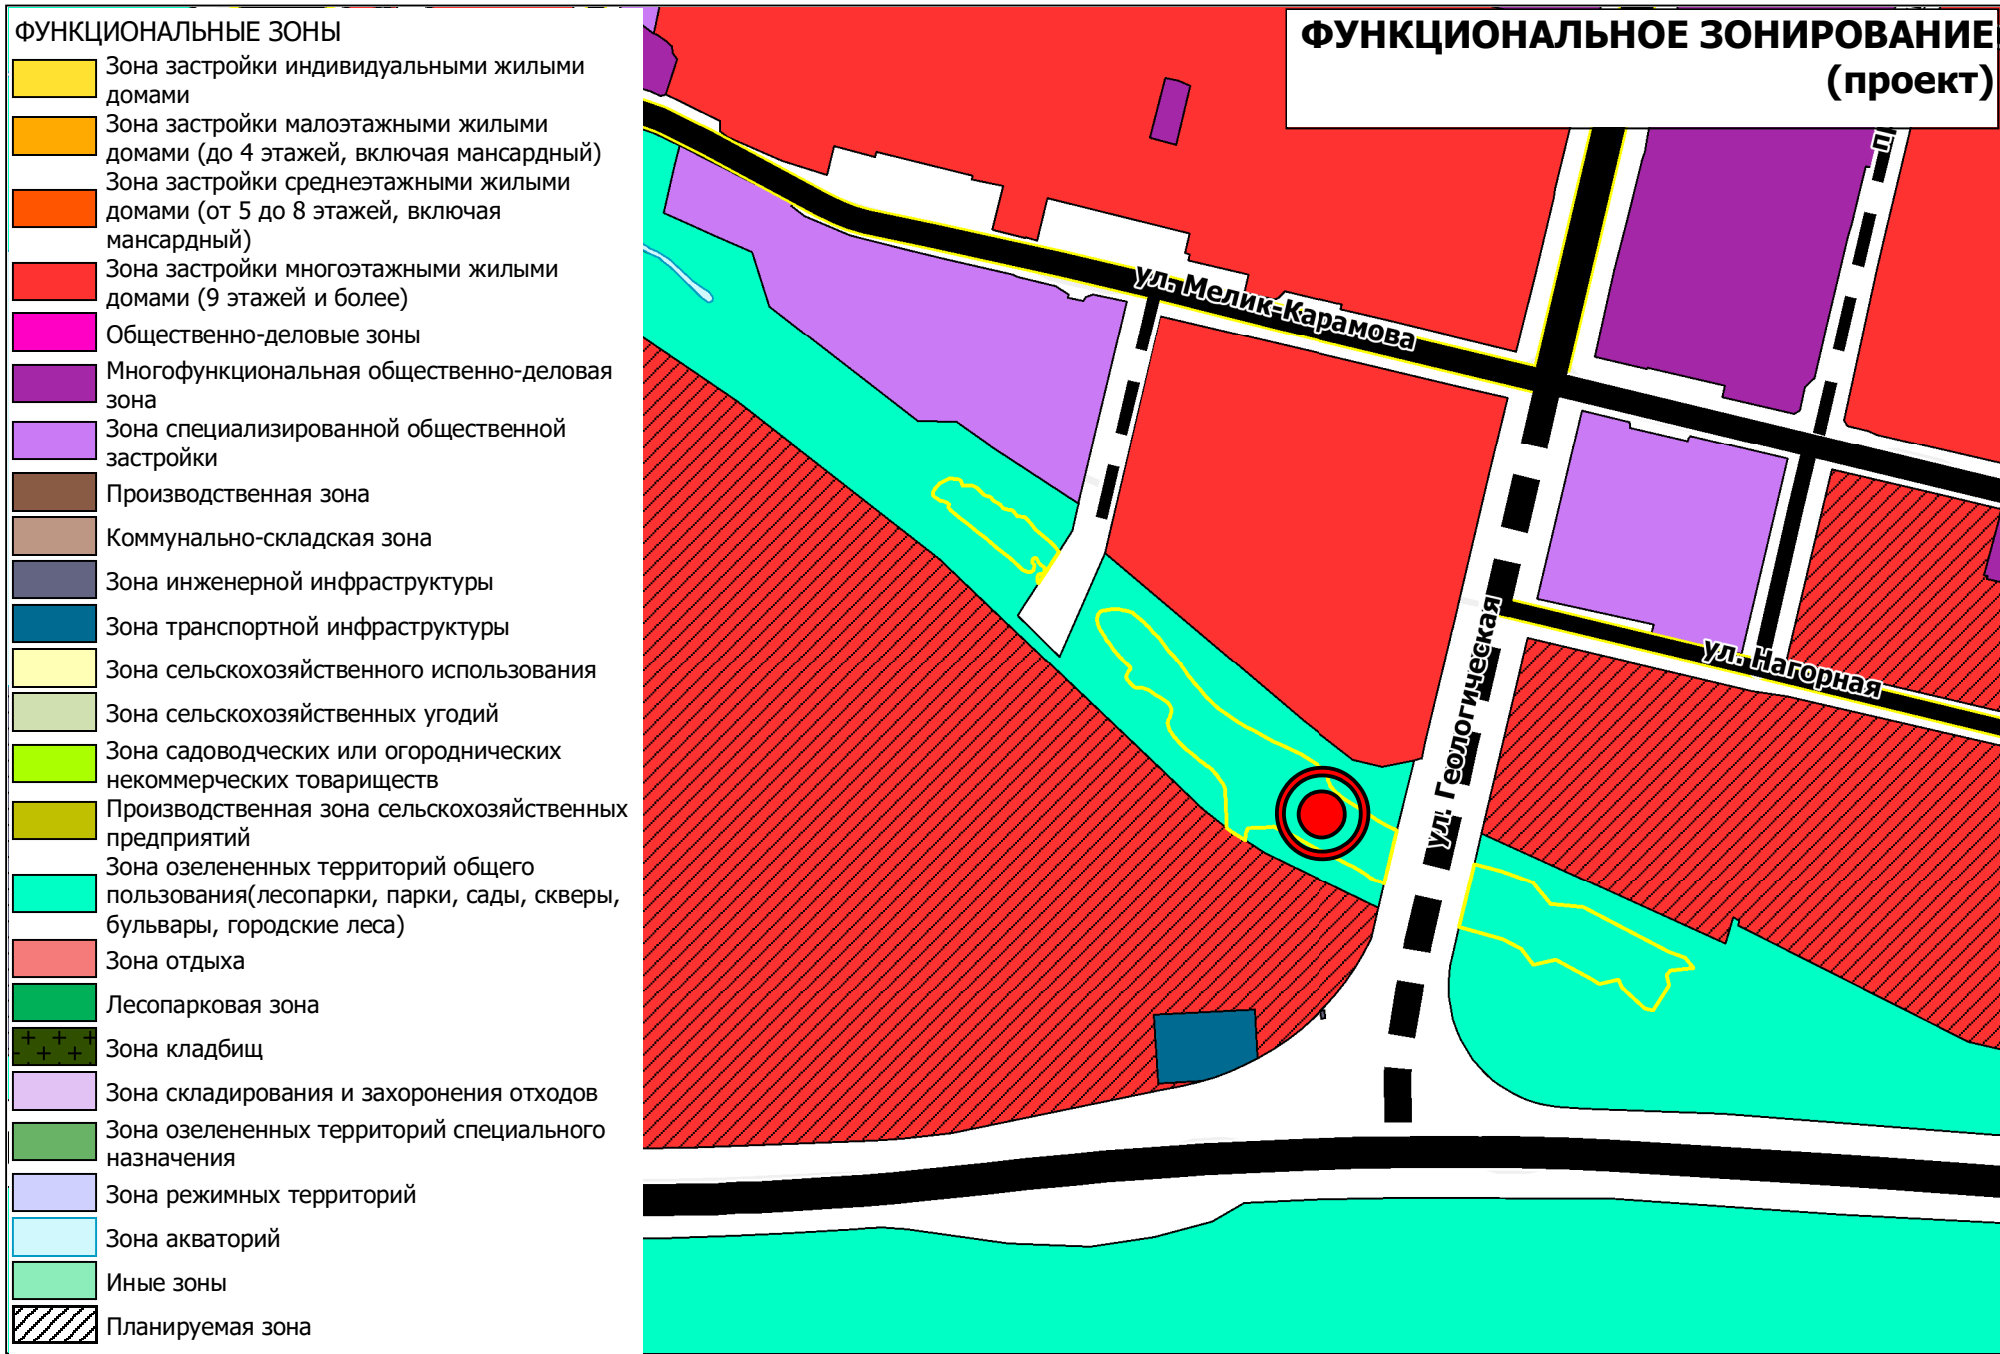 ФУНКЦИОНАЛЬНЫЕ ЗОНЫ
Зона застройки индивидуальными жилыми
домами
Зона застройки малоэтажными жилыми
домами (до 4 этажей, включая мансардный)
Зона застройки среднеэтажными жилыми
домами (от 5 до 8 этажей, включая
мансардный)
Зона застройки многоэтажными жилыми
домами (9 этажей и более)
Общественно-деловые зоны
Многофункциональная общественно-деловая
зона
Зона специализированной общественной
застройки
Производственная зона
Коммунально-складская зона
Зона инженерной инфраструктуры
Зона транспортной инфраструктуры
Зона сельскохозяйственного использования
Зона сельскохозяйственных угодий
Зона садоводческих или огороднических
некоммерческих товариществ
Производственная зона сельскохозяйственных
предприятий
Зона озелененных территорий общего
пользования(лесопарки, парки, сады, скверы,
бульвары, городские леса)
Зона отдыха
Лесопарковая зона
Зона кладбищ
Зона складирования и захоронения отходов
Зона озелененных территорий специального
назначения
Зона режимных территорий
Зона акваторий
Иные зоны
Планируемая зона
ФУНКЦИОНАЛЬНОЕ ЗОНИРОВАНИЕ
(проект)
ул. Мелик-Карамова
ул. Геологическая
ул. Нагорная